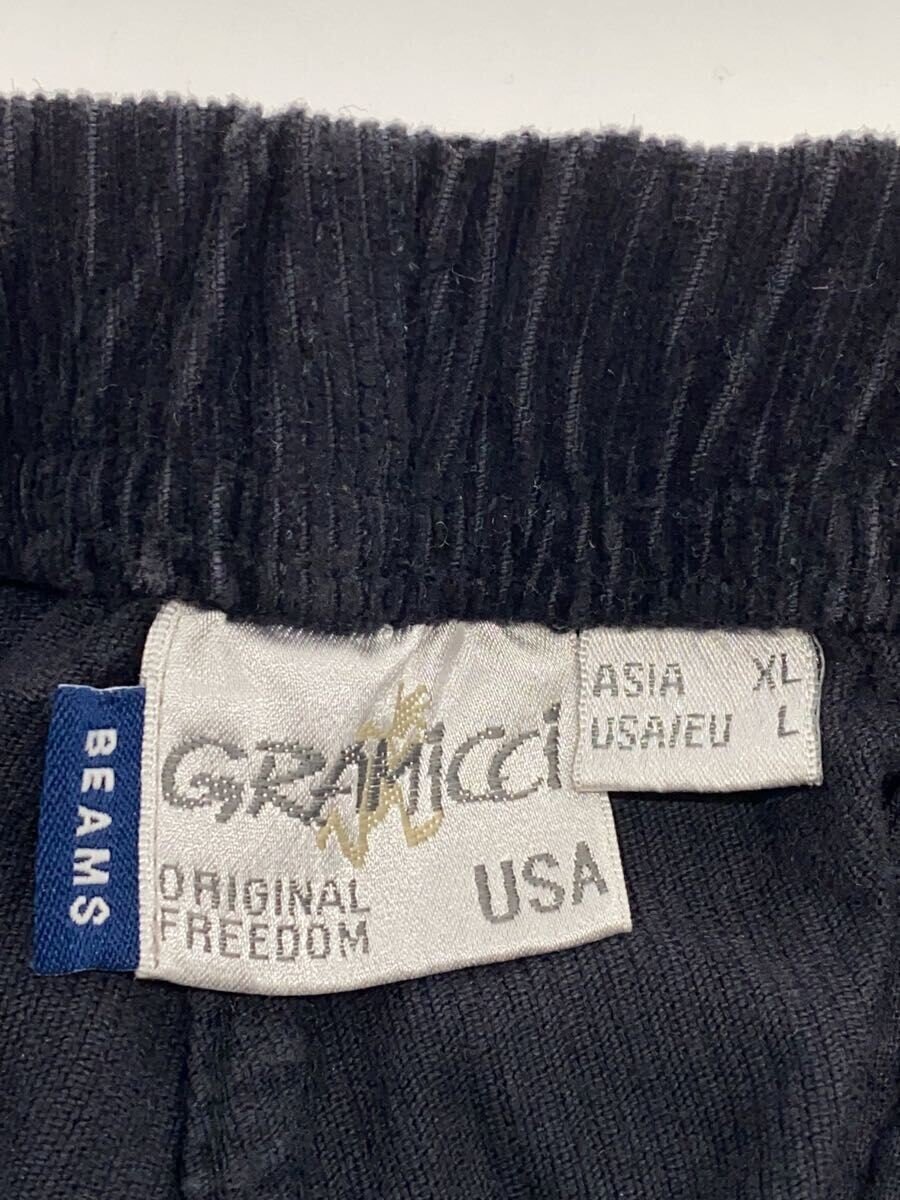 BEAMS
GRAMICCI
ORIGINAL
FREEDOM
USA
ASIA XL
USA/EU L